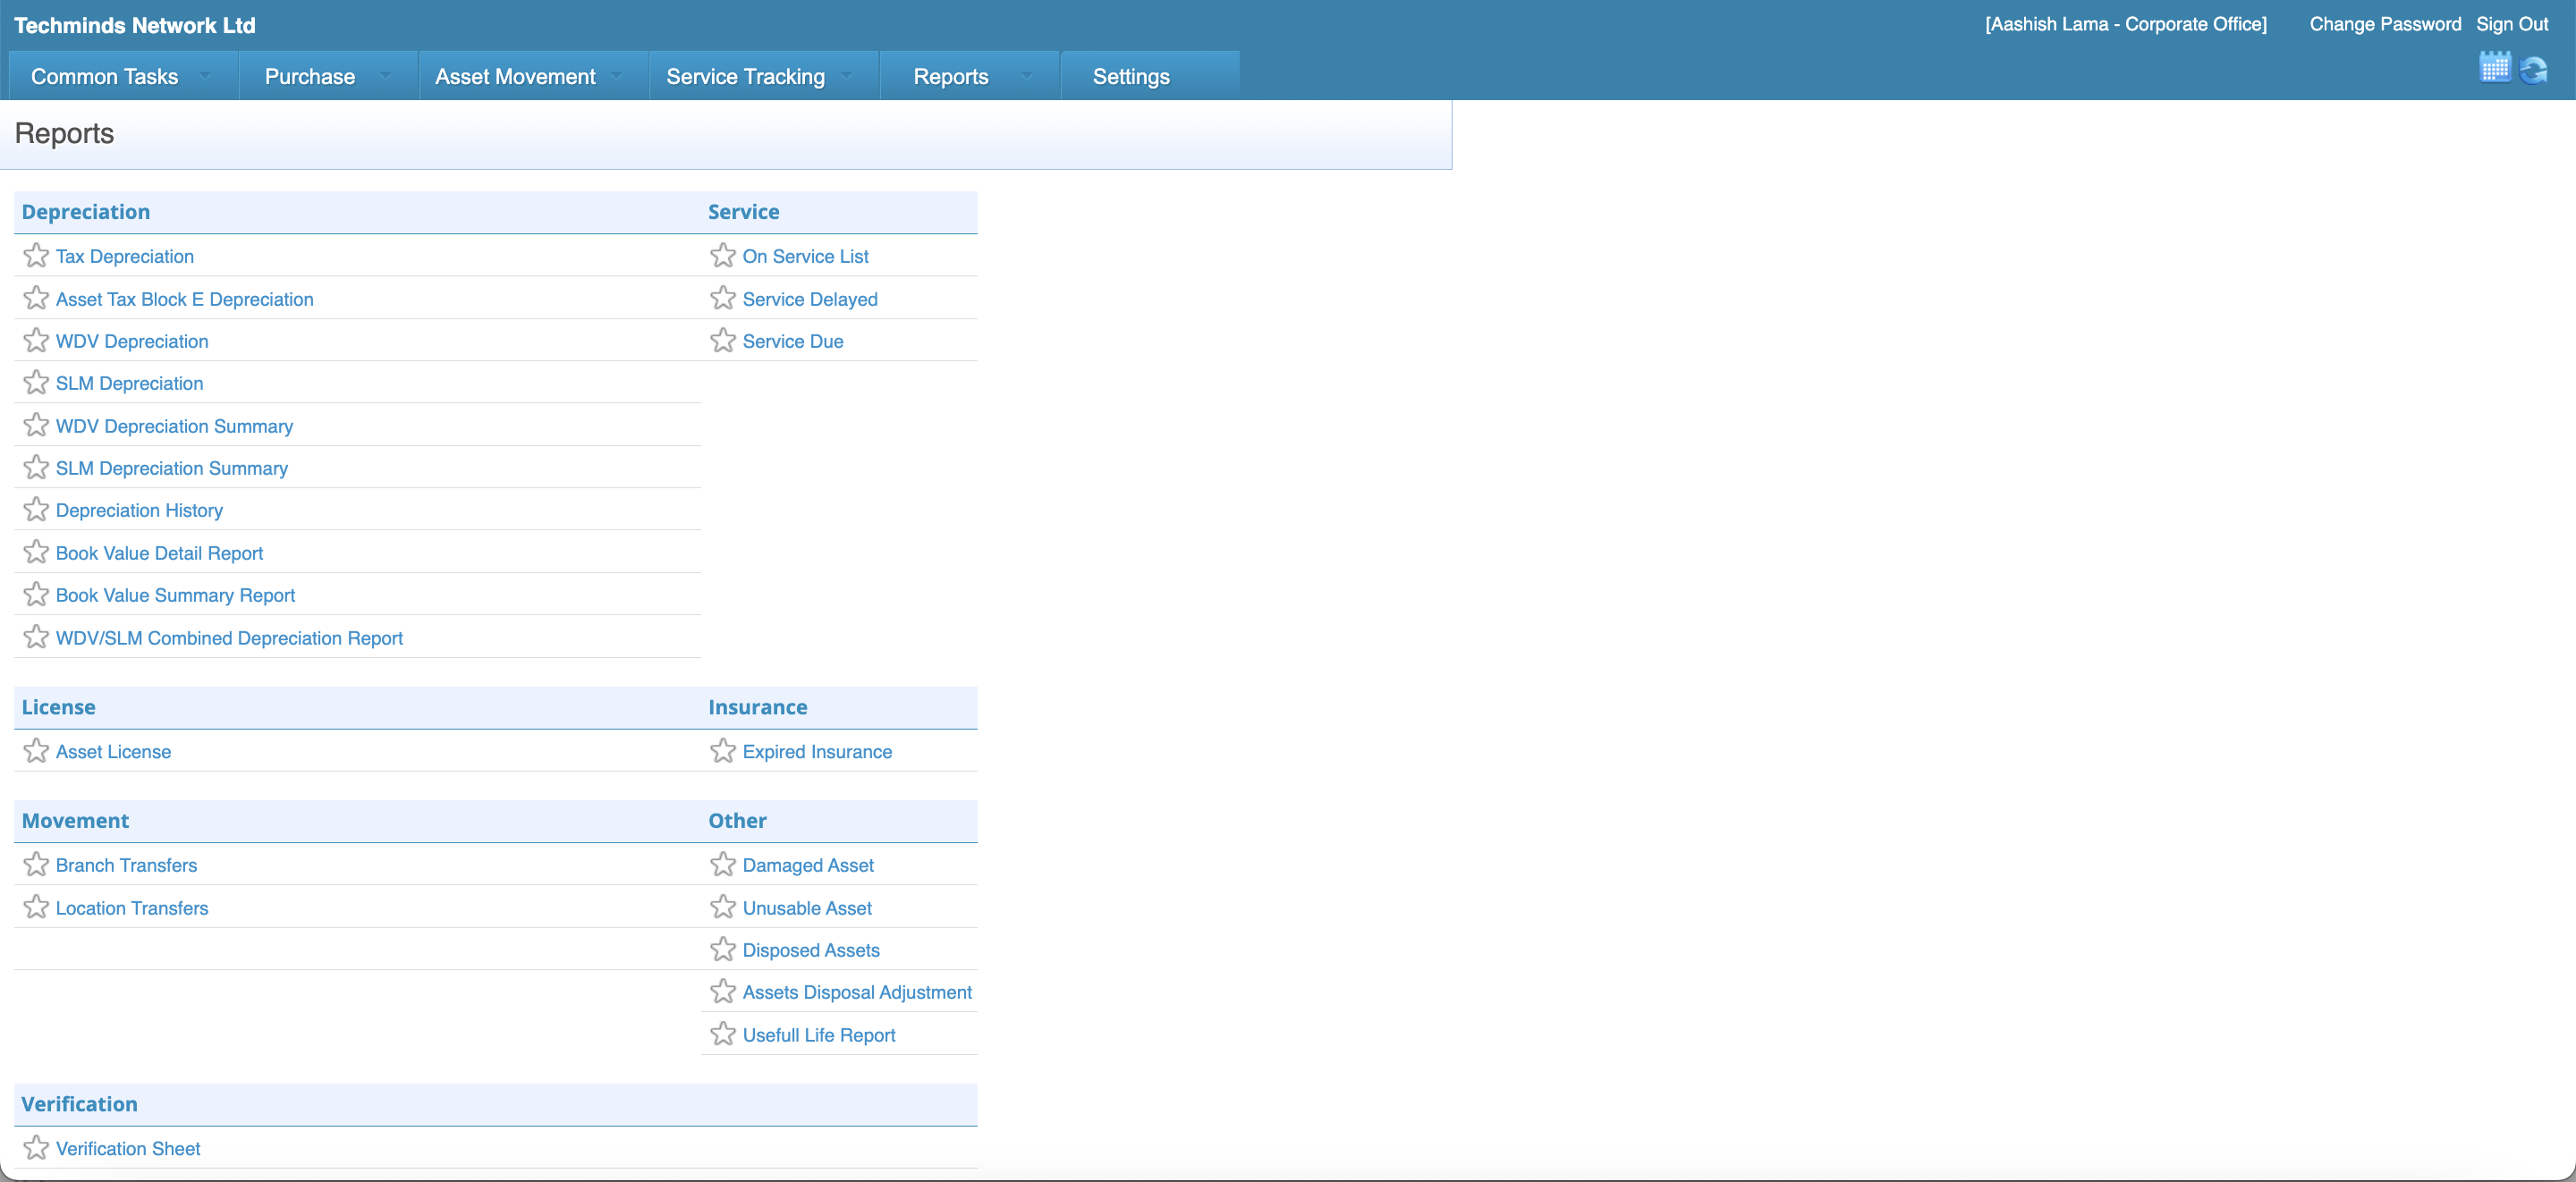 Techminds Network Ltd
[Aashish Lama - Corporate Office] Change Password Sign Out
Common Tasks Purchase Asset Movement Service Tracking Reports Settings
Reports
Depreciation Service
Tax Depreciation On Service List
Asset Tax Block E Depreciation Service Delayed
WDV Depreciation Service Due
SLM Depreciation
WDV Depreciation Summary
SLM Depreciation Summary
Depreciation History
Book Value Detail Report
Book Value Summary Report
WDV/SLM Combined Depreciation Report
License Insurance
Asset License Expired Insurance
Movement Other
Branch Transfers Damaged Asset
Location Transfers Unusable Asset
Disposed Assets
Assets Disposal Adjustment
Usefull Life Report
Verification
Verification Sheet